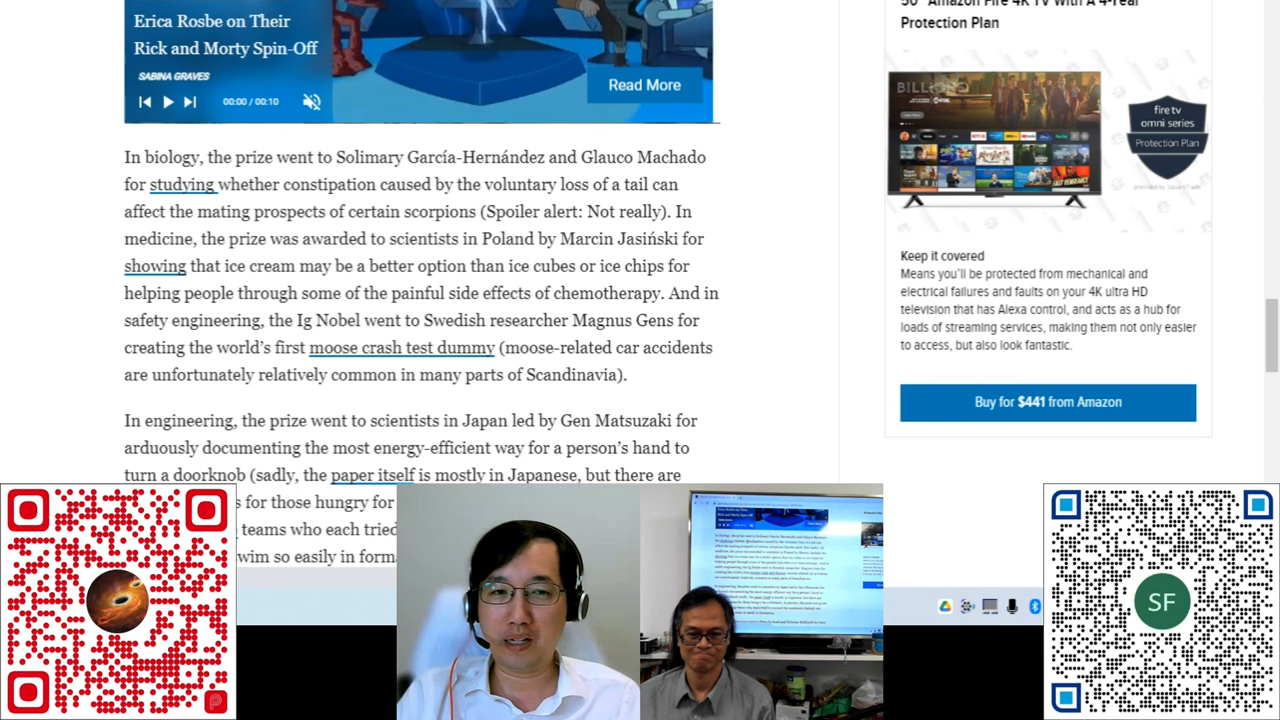 Erica Rosbe on Their
Rick and Morty Spin-Off
SABINA GRAVES
00:00 / 00:10
Read More
In biology, the prize went to Solimary García-Hernández and Glauco Machado
for studying whether constipation caused by the voluntary loss of a tail can
affect the mating prospects of certain scorpions (Spoiler alert: Not really). In
medicine, the prize was awarded to scientists in Poland by Marcin Jasiński for
showing that ice cream may be a better option than ice cubes or ice chips for
helping people through some of the painful side effects of chemotherapy. And in
safety engineering, the Ig Nobel went to Swedish researcher Magnus Gens for
creating the world's first moose crash test dummy (moose-related car accidents
are unfortunately relatively common in many parts of Scandinavia).
In engineering, the prize went to scientists in Japan led by Gen Matsuzaki for
arduously documenting the most energy-efficient way for a person's hand to
turn a doorknob (sadly, the paper itself is mostly in Japanese, but there are
s for those hungry for
teams who each tried
wim so easily in form
50" Amazon Fire 4K TV With A 4-Year
Protection Plan
BILLIONS
fire tv
omni series
Protection Plan
provided by SquareTrade
Keep it covered
Means you'll be protected from mechanical and
electrical failures and faults on your 4K ultra HD
television that has Alexa control, and acts as a hub for
loads of streaming services, making them not only easier
to access, but also look fantastic.
Buy for $441 from Amazon
SF